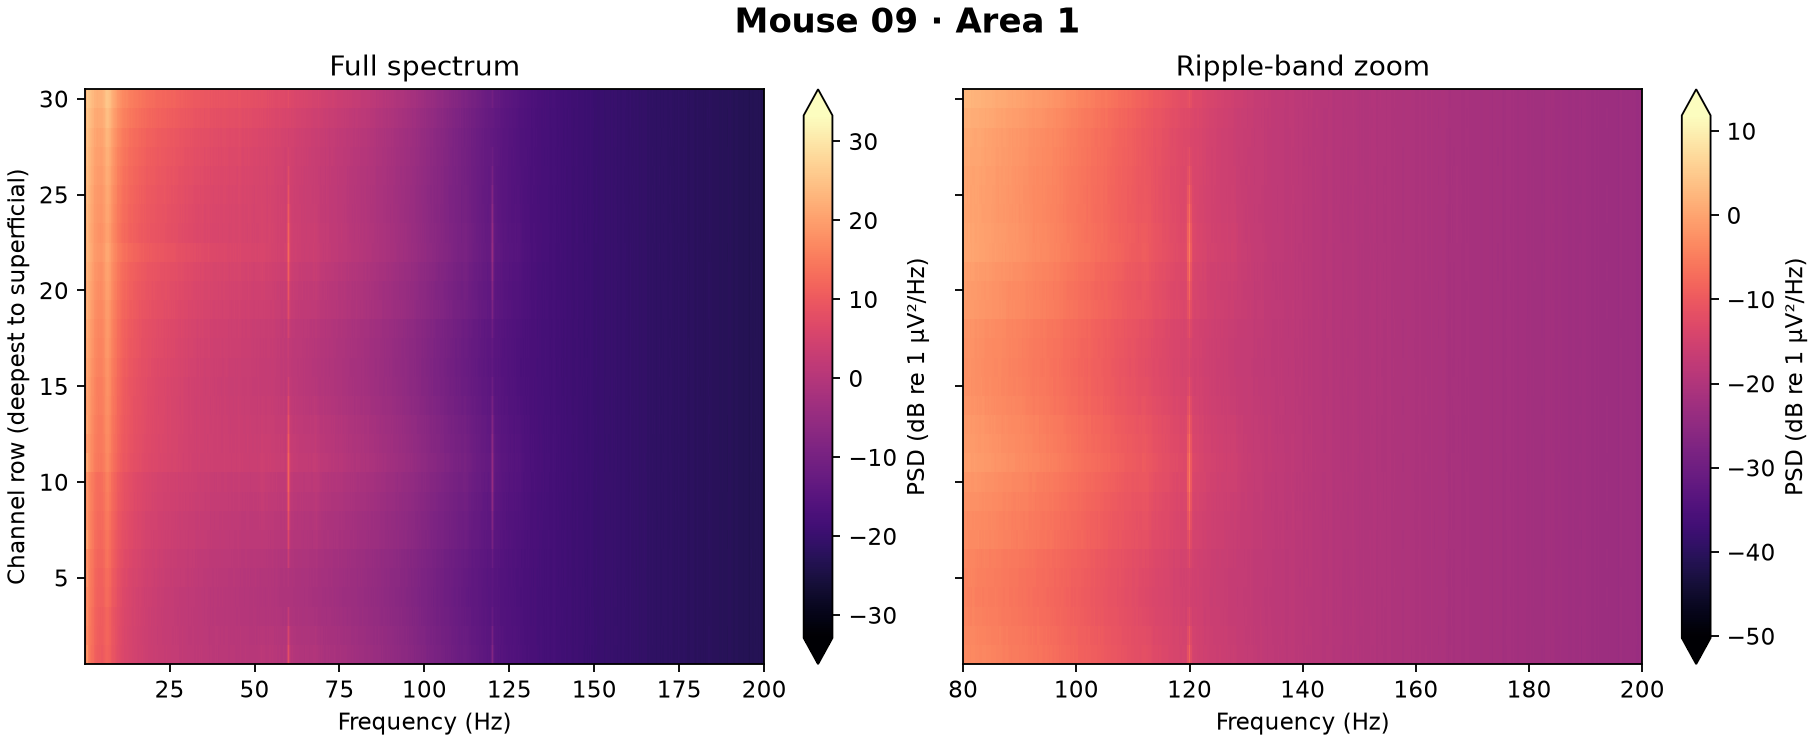 Mouse 09 · Area 1
Full spectrum
Channel row (deepest to superficial)
30
25
20
15
10
5
25 50 75 100 125 150 175 200
Frequency (Hz)
30
20
10
0
−10
−20
−30
PSD (dB re 1 µV²/Hz)
Ripple-band zoom
80 100 120 140 160 180 200
Frequency (Hz)
10
0
−10
−20
−30
−40
−50
PSD (dB re 1 µV²/Hz)